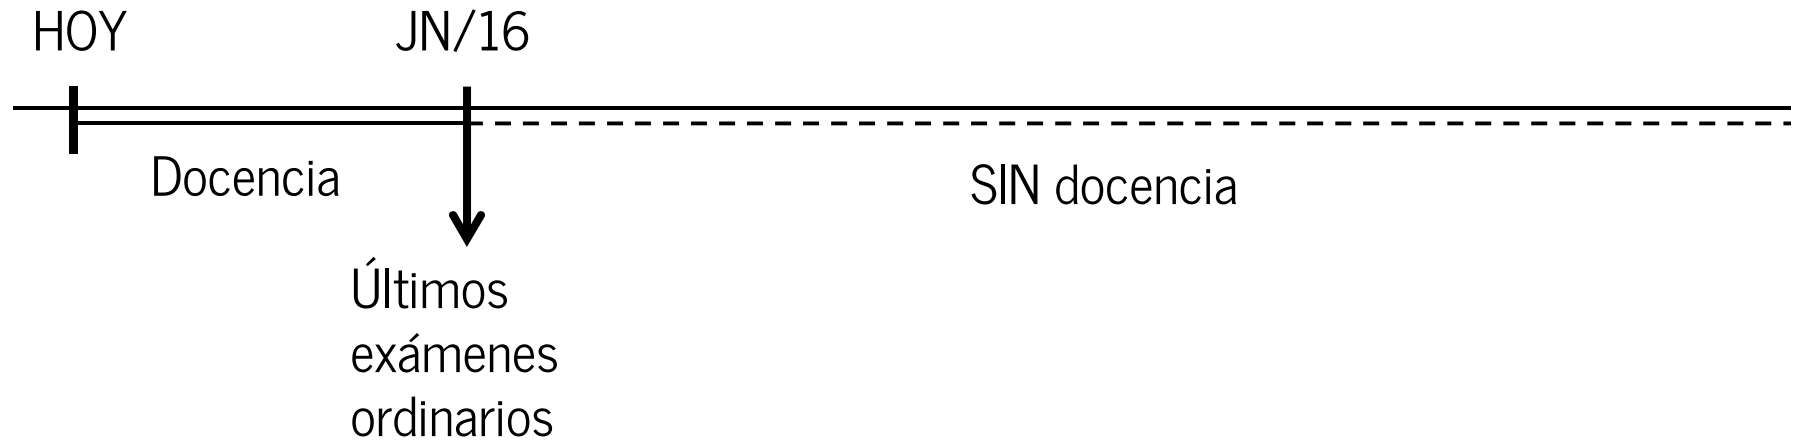 HOY
JN/16
Docencia
SIN docencia
Últimos
exámenes
ordinarios